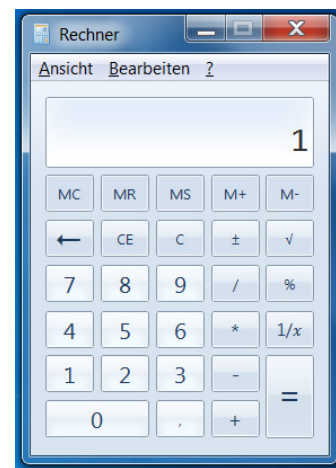 Rechner
Ansicht Bearbeiten ?
1
MC MR MS M+ M-
← CE C ± √
7 8 9 / %
4 5 6 * 1/x
1 2 3 - =
0 , +